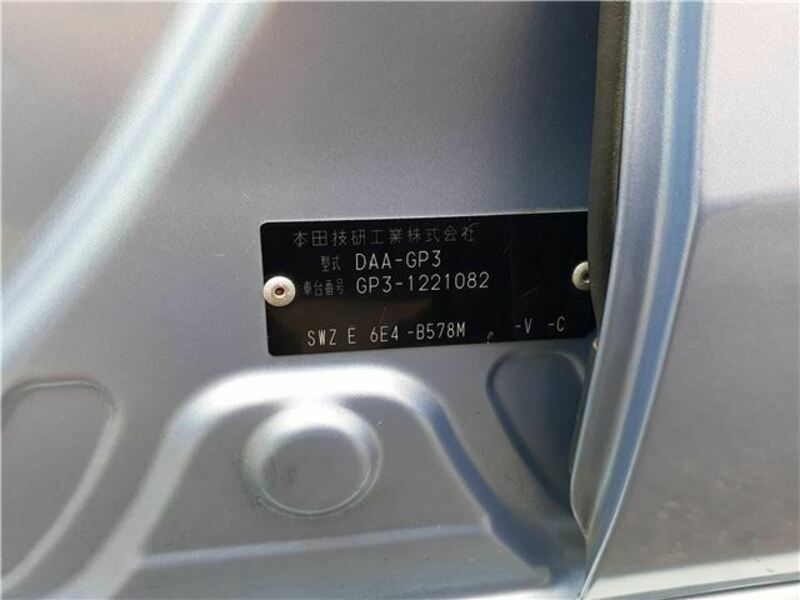 本田技研工業株式会社
型式 DAA-GP3
車台番号 GP3-1221082
SWZ E 6E4 -B578M -V -C